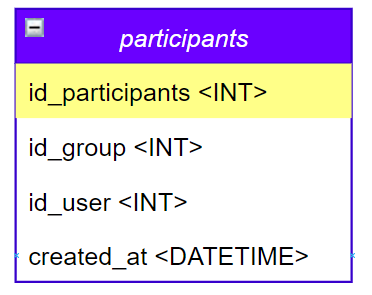 participants
id_participants <INT>
id_group <INT>
id_user <INT>
created_at <DATETIME>